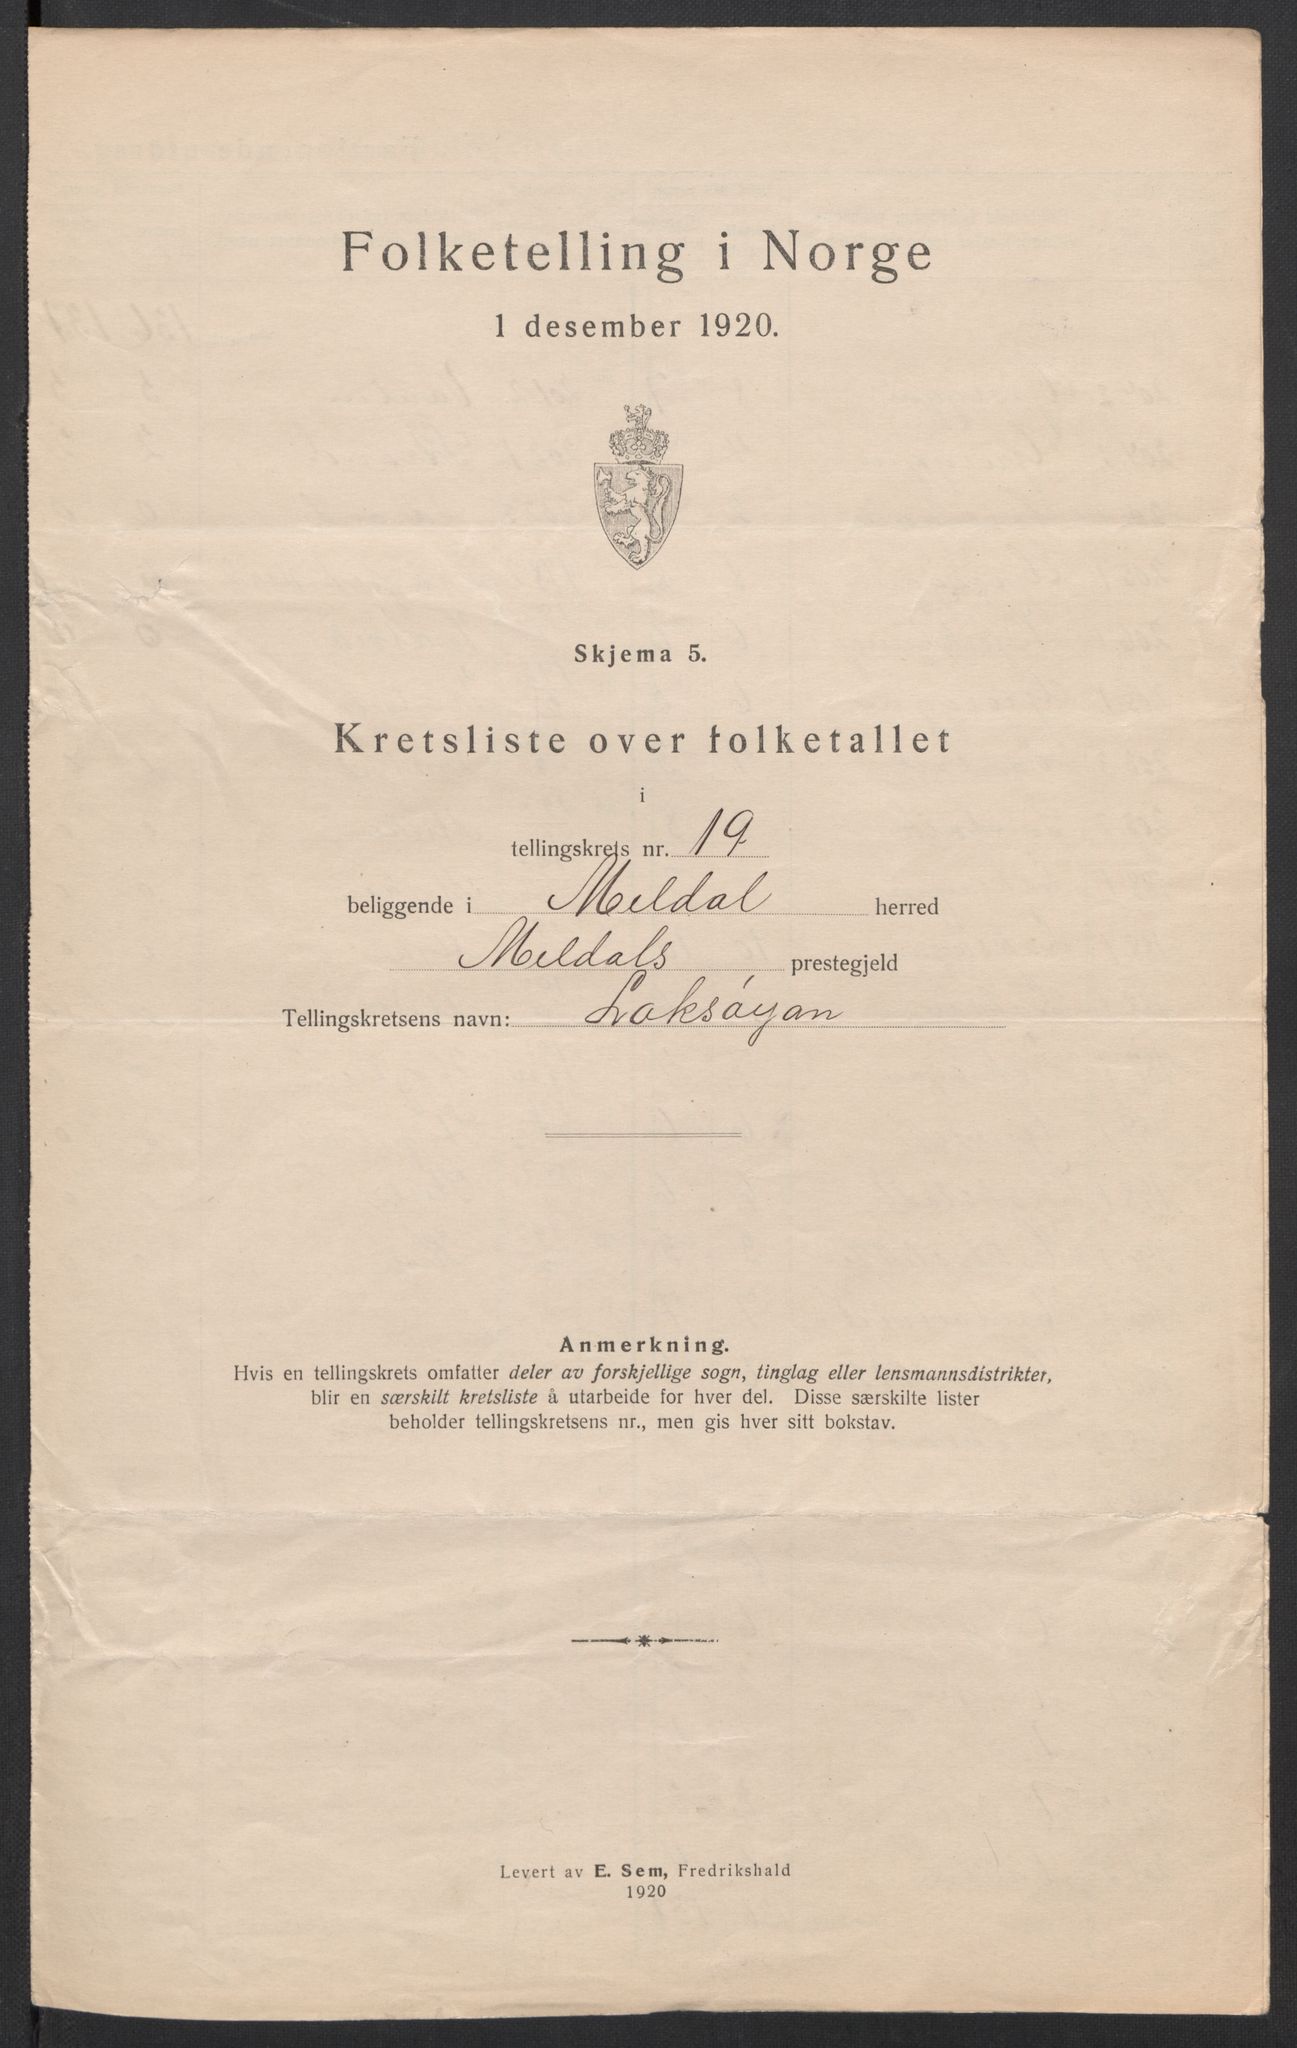 Folketelling i Norge
1 desember 1920.
Skjema 5.
Kretsliste over folketallet
i
tellingskrets nr. 19
beliggende i Meldal herred
Meldals prestegjeld
Tellingskretsens navn: Laksøyan
Anmerkning.
Hvis en tellingskrets omfatter deler av forskjellige sogn, tinglag eller lensmannsdistrikter,
blir en særskilt kretsliste å utarbeide for hver del. Disse særskilte lister
beholder tellingskretsens nr., men gis hver sitt bokstav.
Levert av E. Sem, Fredrikshald
1920